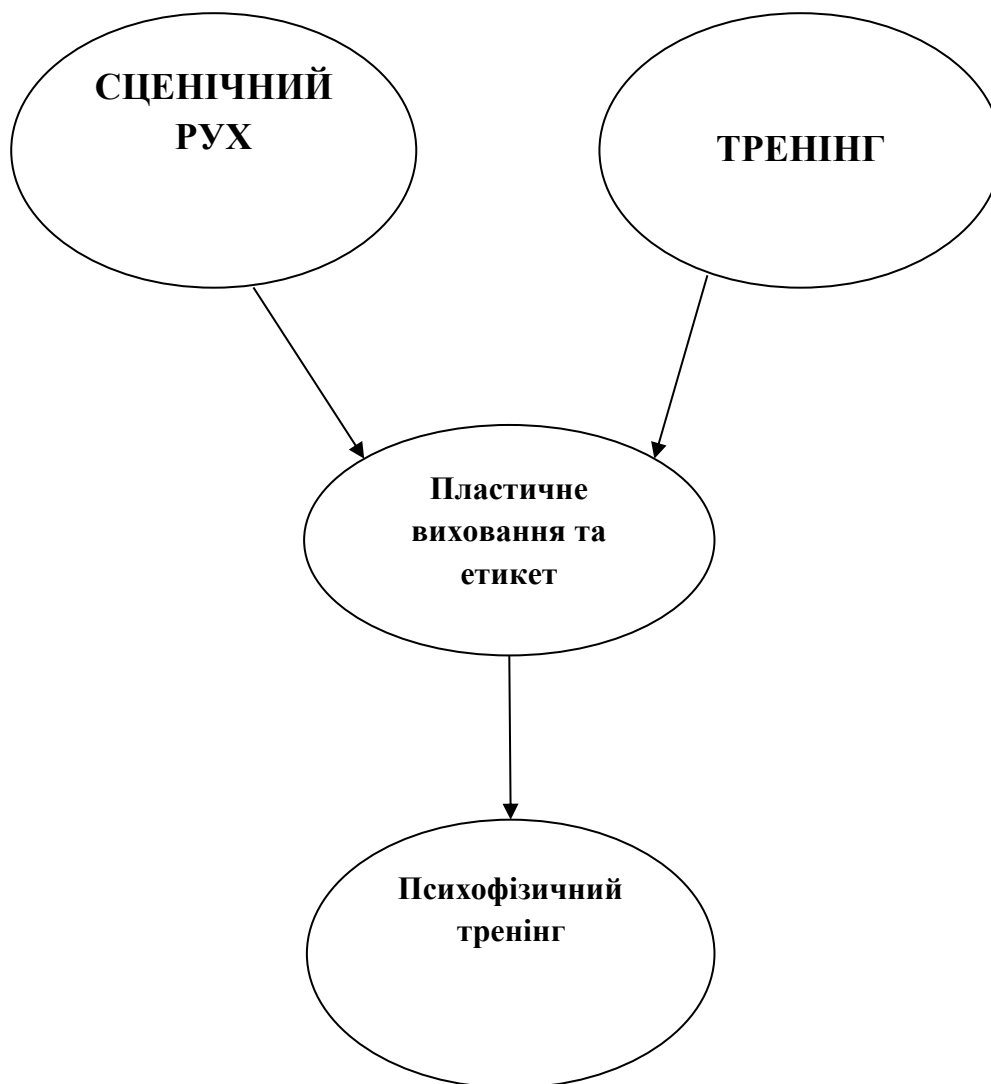 СЦЕНІЧНИЙ
РУХ
ТРЕНІНГ
Пластичне
виховання та
етикет
Психофізичний
тренінг